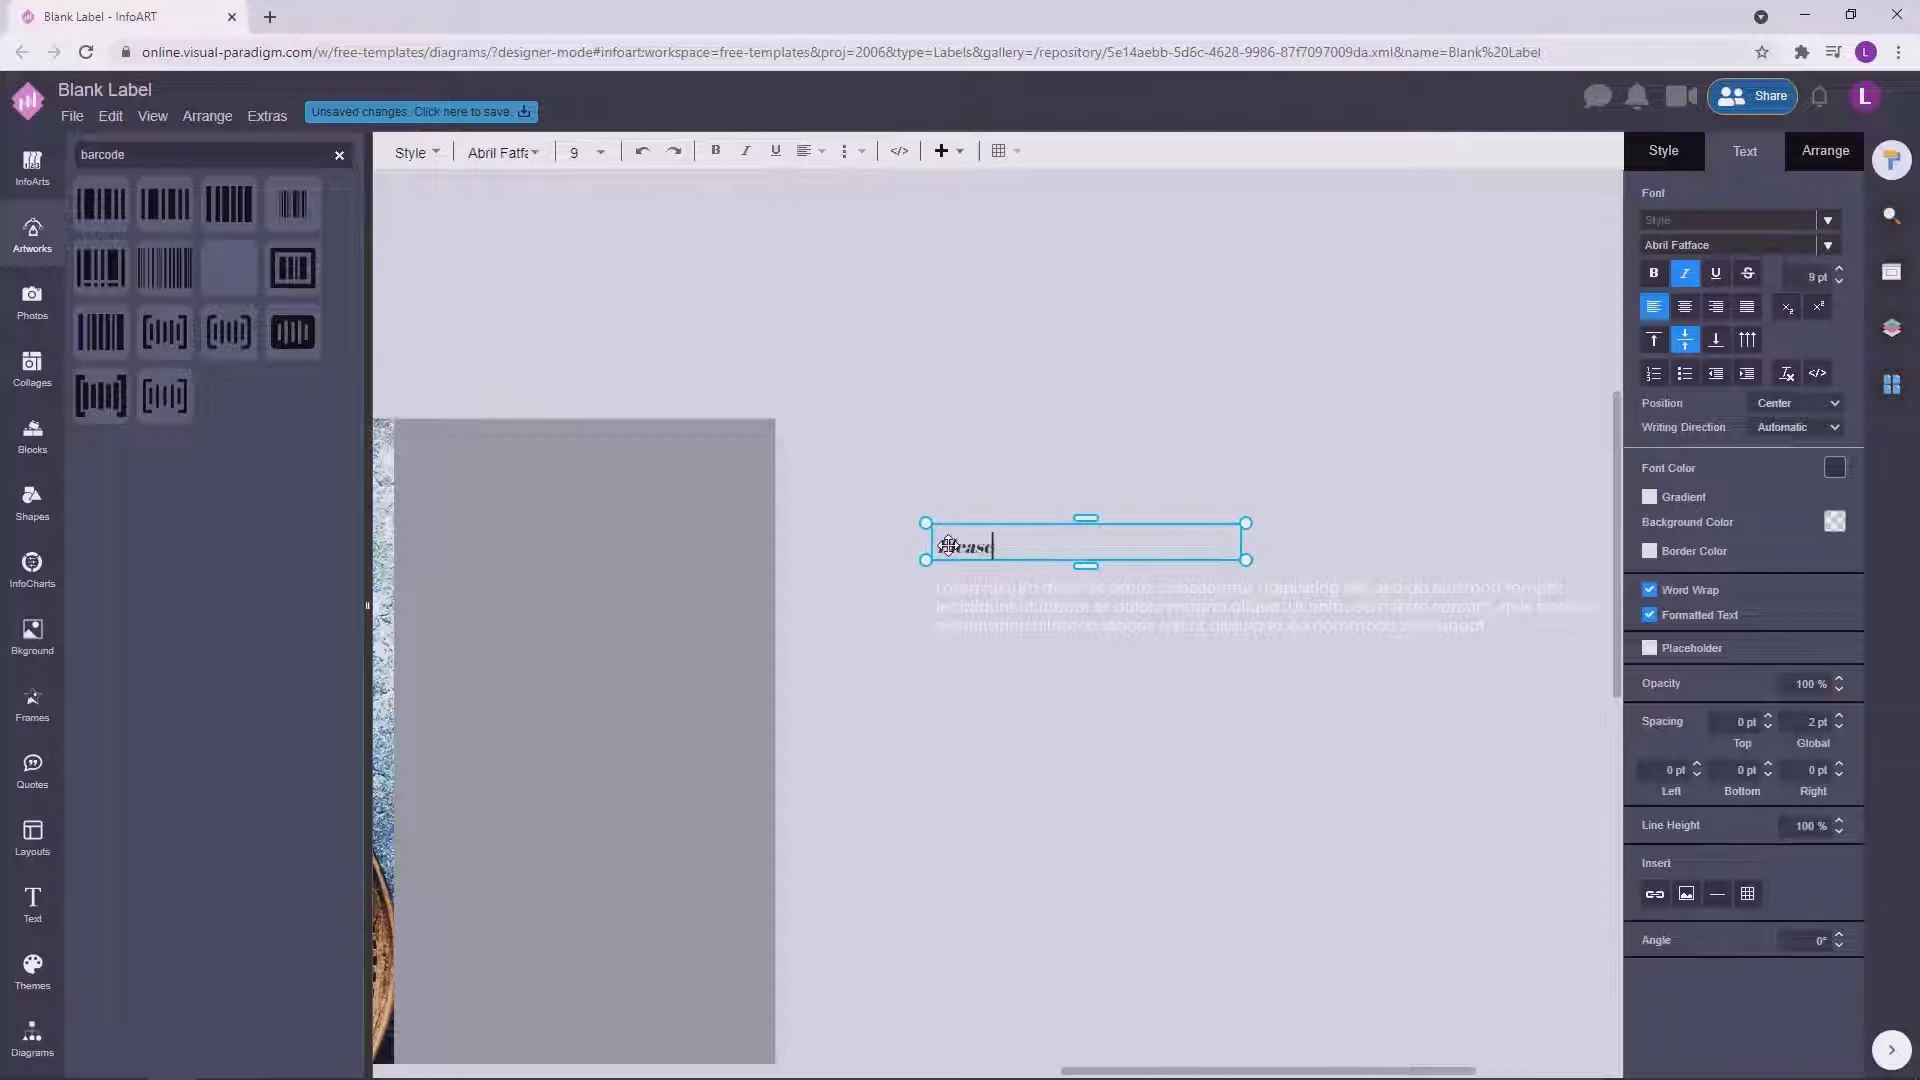 Blank Label - InfoART
online.visual-paradigm.com/w/free-templates/diagrams/?designer-mode#infoart:workspace=free-templates&proj=2006&type=Labels&gallery=/repository/5e14aebb-5d6c-4628-9986-87f7097009da.xml&name=Blank%20Label
L
Blank Label
File Edit View Arrange Extras
Unsaved changes. Click here to save.
Share
L
barcode
Style
Abril Fatfa
9
B I U
InfoArts
Artworks
Photos
Collages
Blocks
Shapes
InfoCharts
Bkground
Frames
Quotes
Layouts
Text
Themes
Diagrams
Style Text Arrange
Font
Style
Abril Fatface
B I U S
9 pt
Position Center
Writing Direction Automatic
Font Color
Gradient
Background Color
Border Color
Word Wrap
Formatted Text
Placeholder
Opacity 100 %
Spacing 0 pt 2 pt
Top Global
0 pt 0 pt 0 pt
Left Bottom Right
Line Height 100 %
Insert
Angle 0°